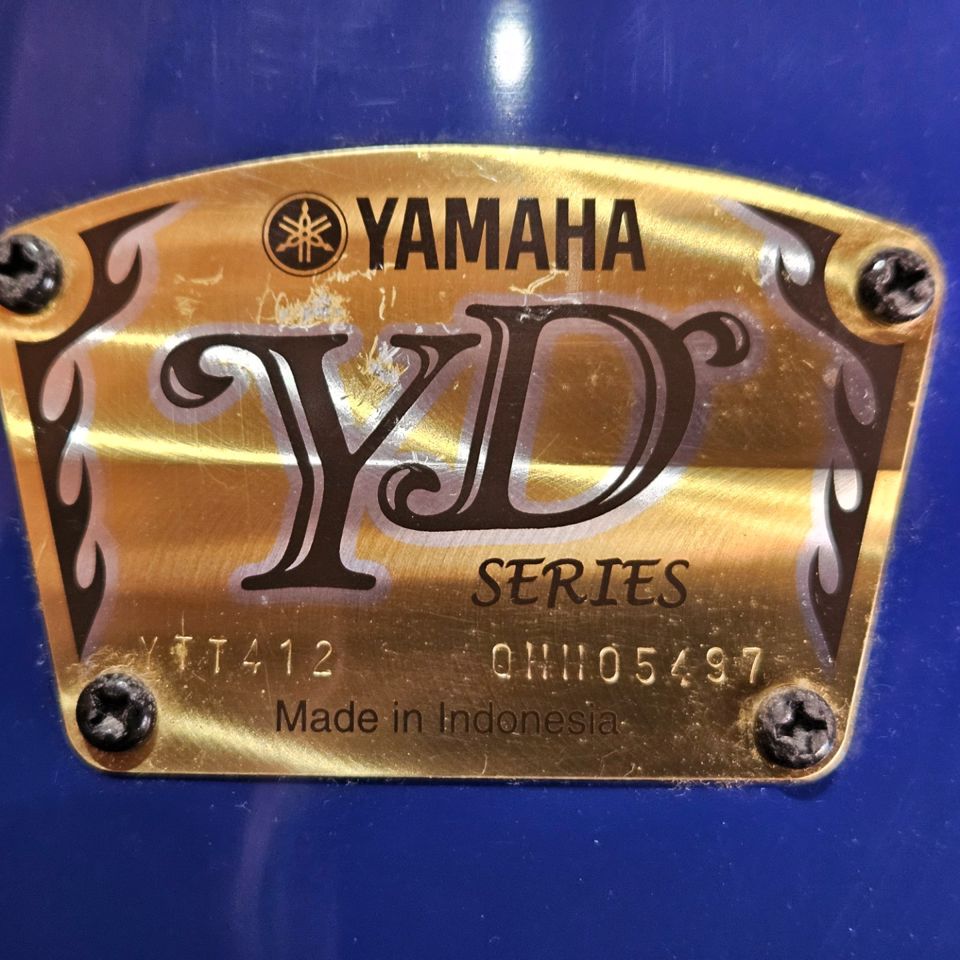 YAMAHA
YD
SERIES
YTT412 QHH05497
Made in Indonesia